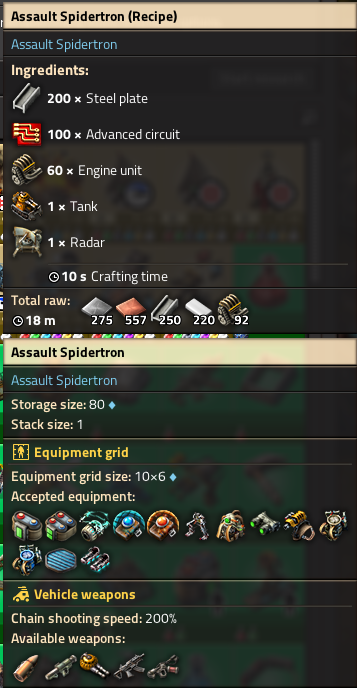 Assault Spidertron (Recipe)
Assault Spidertron
Ingredients:
200 × Steel plate
100 × Advanced circuit
60 × Engine unit
1 × Tank
1 × Radar
10 s Crafting time
Total raw:
18 m 275 557 250 220 92
Assault Spidertron
Assault Spidertron
Storage size: 80
Stack size: 1
Equipment grid
Equipment grid size: 10×6
Accepted equipment:
Vehicle weapons
Chain shooting speed: 200%
Available weapons: